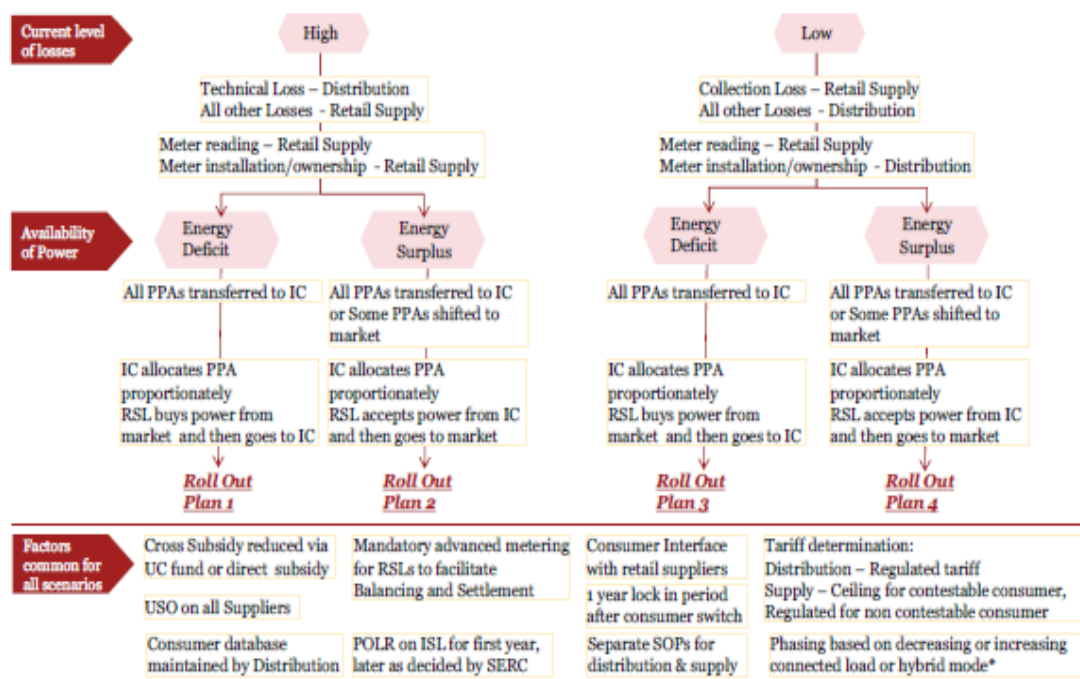 Current level
of losses
High
Low
Technical Loss – Distribution
All other Losses - Retail Supply
Collection Loss – Retail Supply
All other Losses - Distribution
Meter reading – Retail Supply
Meter installation/ownership - Retail Supply
Meter reading – Retail Supply
Meter installation/ownership - Distribution
Availability
of Power
Energy
Deficit
Energy
Surplus
Energy
Deficit
Energy
Surplus
All PPAs transferred to IC
All PPAs transferred to IC
or Some PPAs shifted to
market
All PPAs transferred to IC
All PPAs transferred to IC
or Some PPAs shifted to
market
IC allocates PPA
proportionately
RSL buys power from
market and then goes to IC
IC allocates PPA
proportionately
RSL accepts power from IC
and then goes to market
IC allocates PPA
proportionately
RSL buys power from
market and then goes to IC
IC allocates PPA
proportionately
RSL accepts power from IC
and then goes to market
Roll Out
Plan 1
Roll Out
Plan 2
Roll Out
Plan 3
Roll Out
Plan 4
Factors
common for
all scenarios
Cross Subsidy reduced via
UC fund or direct subsidy
Mandatory advanced metering
for RSLs to facilitate
Balancing and Settlement
Consumer Interface
with retail suppliers
Tariff determination:
Distribution – Regulated tariff
Supply – Ceiling for contestable consumer,
Regulated for non contestable consumer
USO on all Suppliers
1 year lock in period
after consumer switch
Consumer database
maintained by Distribution
POLR on ISL for first year,
later as decided by SERC
Separate SOPs for
distribution & supply
Phasing based on decreasing or increasing
connected load or hybrid mode*